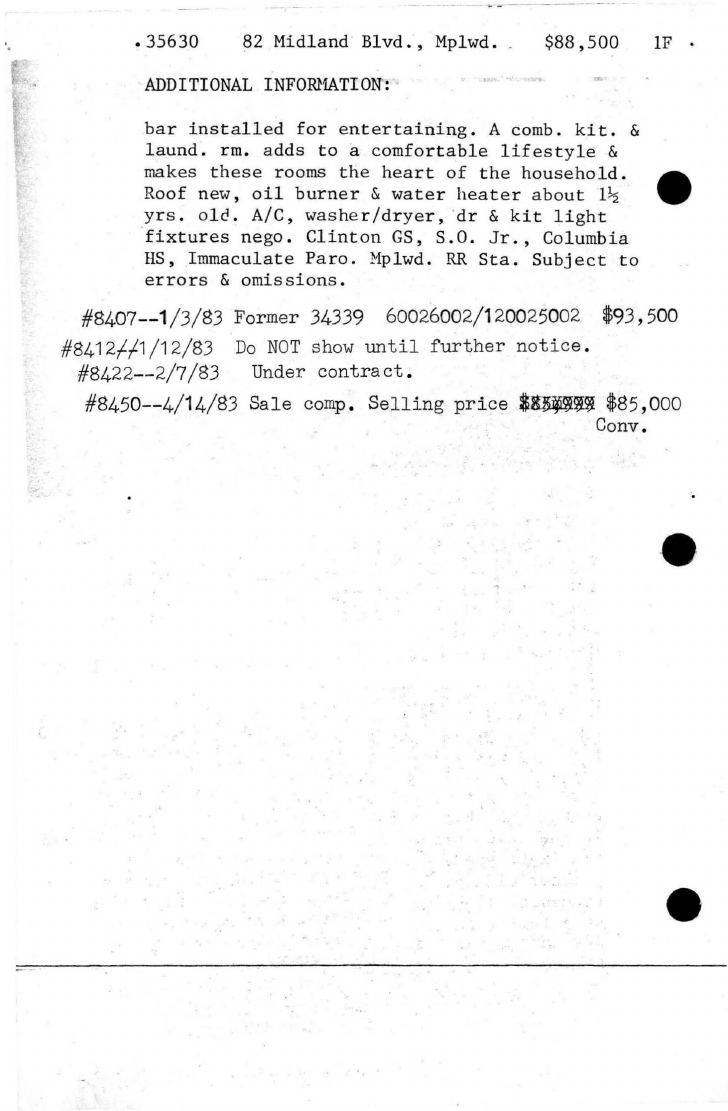 .35630 82 Midland Blvd., Mplwd. $88,500 1F
ADDITIONAL INFORMATION:
bar installed for entertaining. A comb. kit. &
laund. rm. adds to a comfortable lifestyle &
makes these rooms the heart of the household.
Roof new, oil burner & water heater about 1½
yrs. old. A/C, washer/dryer, dr & kit light
fixtures nego. Clinton GS, S.O. Jr., Columbia
HS, Immaculate Paro. Mplwd. RR Sta. Subject to
errors & omissions.
#8407--1/3/83 Former 34339 60026002/120025002 $93,500
#8412//1/12/83 Do NOT show until further notice.
#8422--2/7/83 Under contract.
#8450--4/14/83 Sale comp. Selling price $85,000
Conv.